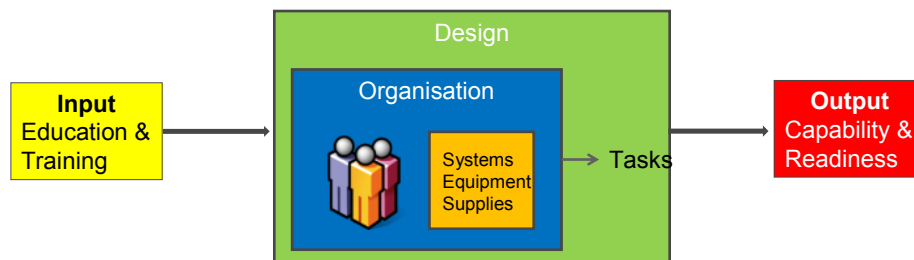 Design
Input
Education &
Training
Organisation
Systems
Equipment
Supplies
Tasks
Output
Capability &
Readiness